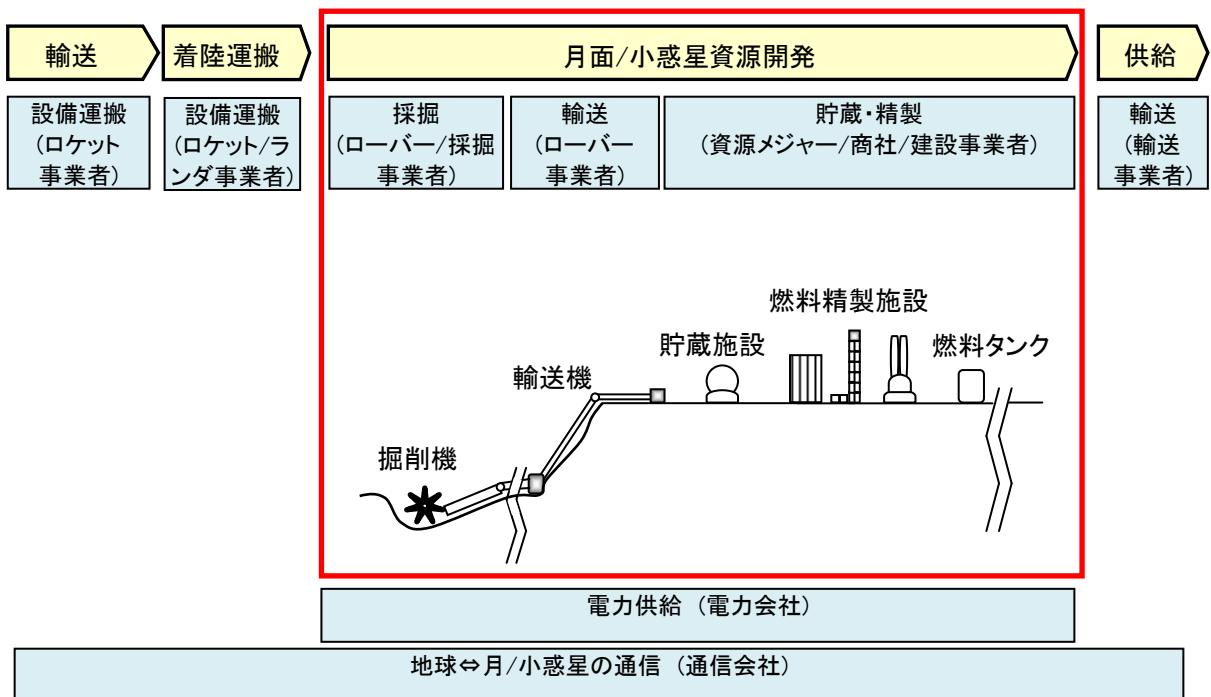 輸送
着陸運搬
月面/小惑星資源開発
供給
設備運搬
(ロケット
事業者)
設備運搬
(ロケット/ラ
ンダ事業者)
採掘
(ローバー/採掘
事業者)
輸送
(ローバー
事業者)
貯蔵・精製
(資源メジャー/商社/建設事業者)
輸送
(輸送
事業者)
燃料精製施設
貯蔵施設
燃料タンク
輸送機
掘削機
電力供給 (電力会社)
地球⇔月/小惑星の通信 (通信会社)